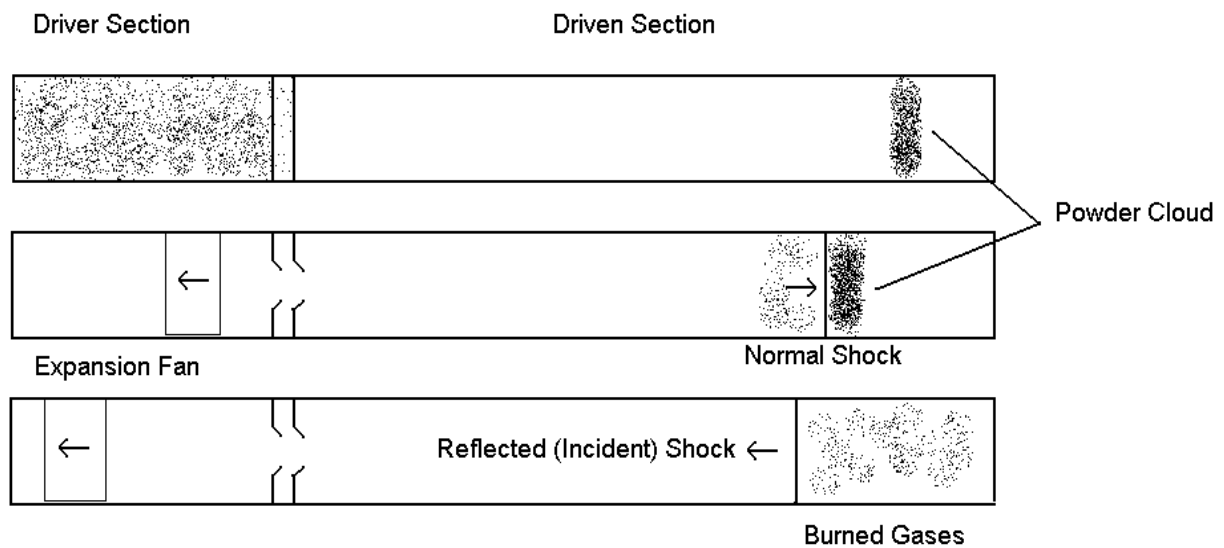 Driver Section
Driven Section
Powder Cloud
Normal Shock
Expansion Fan
Reflected (Incident) Shock
Burned Gases